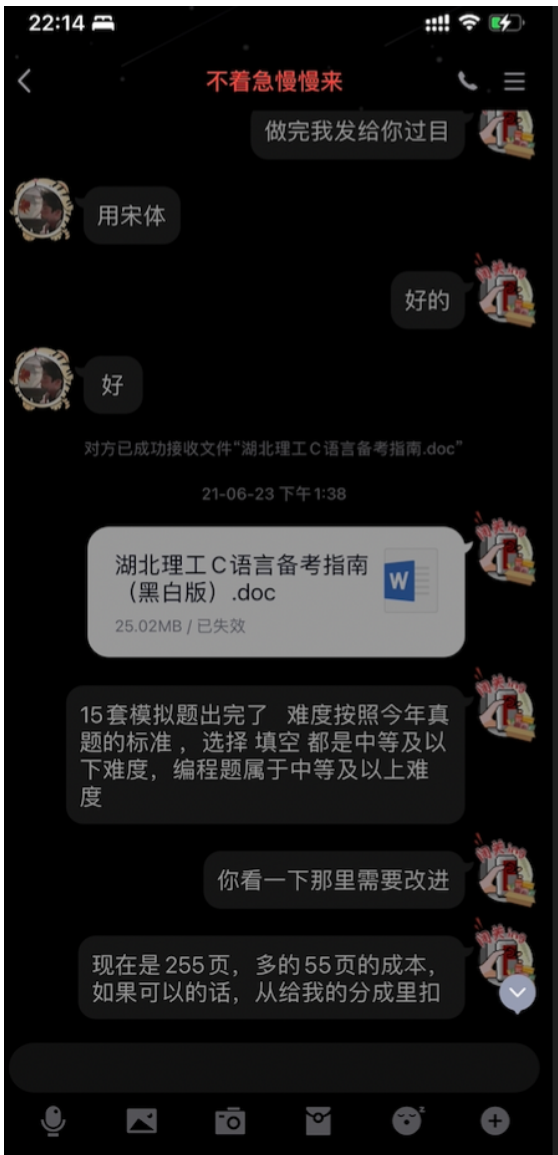 22:14
不着急慢慢来
做完我发给你过目
用宋体
好的
好
对方已成功接收文件“湖北理工C语言备考指南.doc”
21-06-23 下午1:38
湖北理工C语言备考指南
（黑白版）.doc
W
25.02MB / 已失效
15套模拟题出完了 难度按照今年真
题的标准 ，选择 填空 都是中等及以
下难度，编程题属于中等及以上难
度
你看一下那里需要改进
现在是255页，多的55页的成本，
如果可以的话，从给我的分成里扣